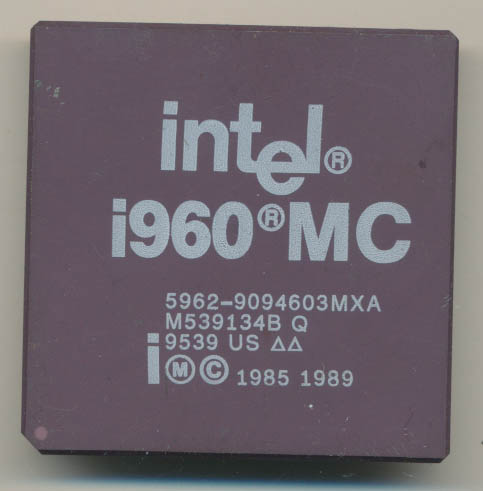 intel®
i960®MC
5962-9094603MXA
M539134B Q
9539 US ΔΔ
i Ⓜ © 1985 1989